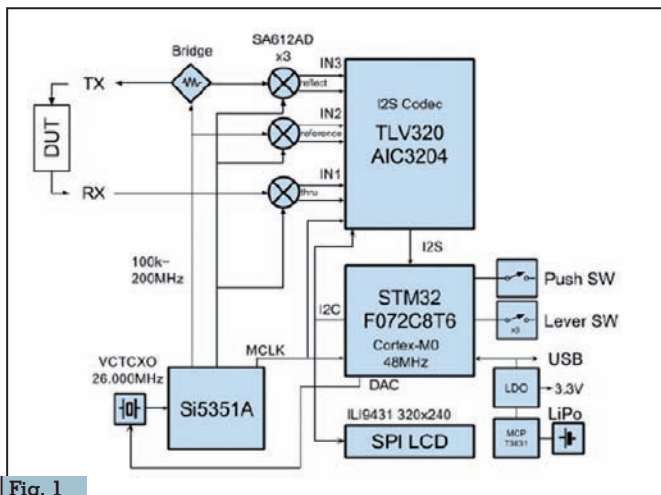 SA612AD
x3
Bridge
TX
IN3
reflect
I2S Codec
TLV320
AIC3204
IN2
reference
DUT
IN1
RX
thru
I2S
100k-
200MHz
Push SW
I2C
STM32
F072C8T6
Lever SW
x3
Cortex-M0
48MHz
MCLK
VCTCXO
26.000MHz
DAC
USB
LDO
3.3V
Si5351A
ILI9431 320x240
LiPo
SPI LCD
MCP
Fig. 1